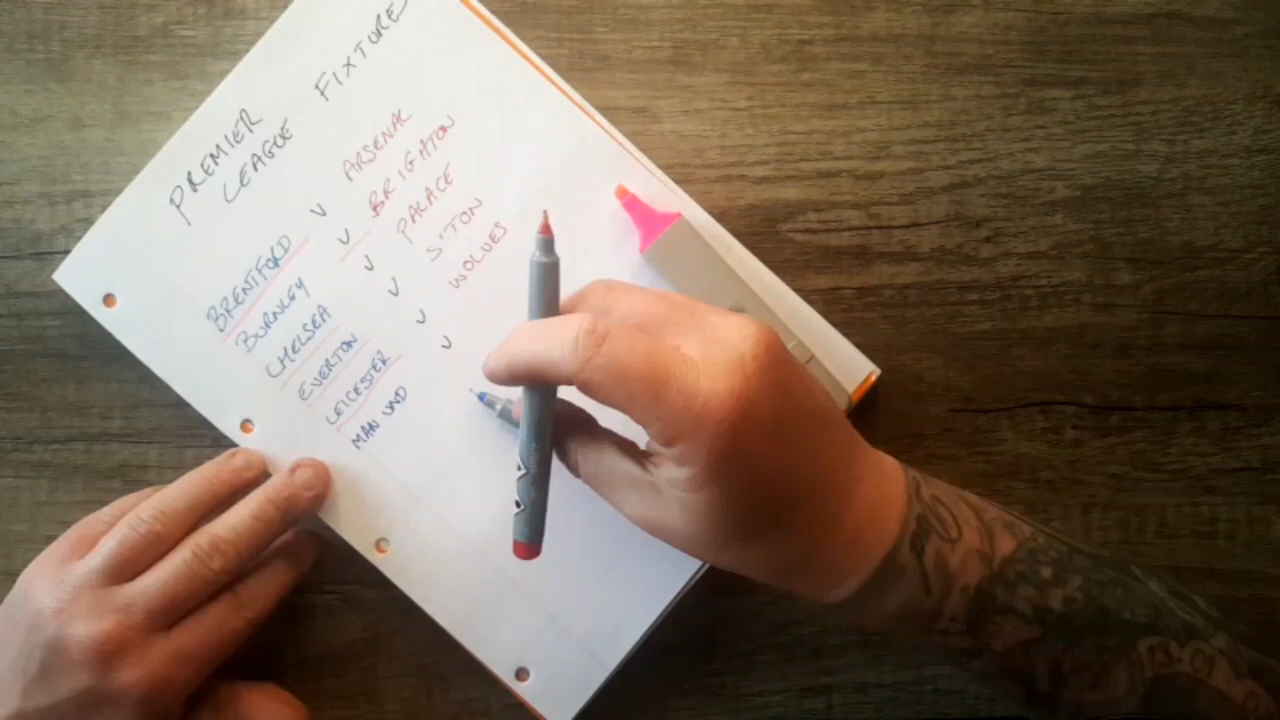 PREMIER LEAGUE FIXTURES
BRENTFORD V ARSENAL
BURNLEY V BRIGHTON
CHELSEA V PALACE
EVERTON V S'TON
LEICESTER V WOLVES
MAN UND V